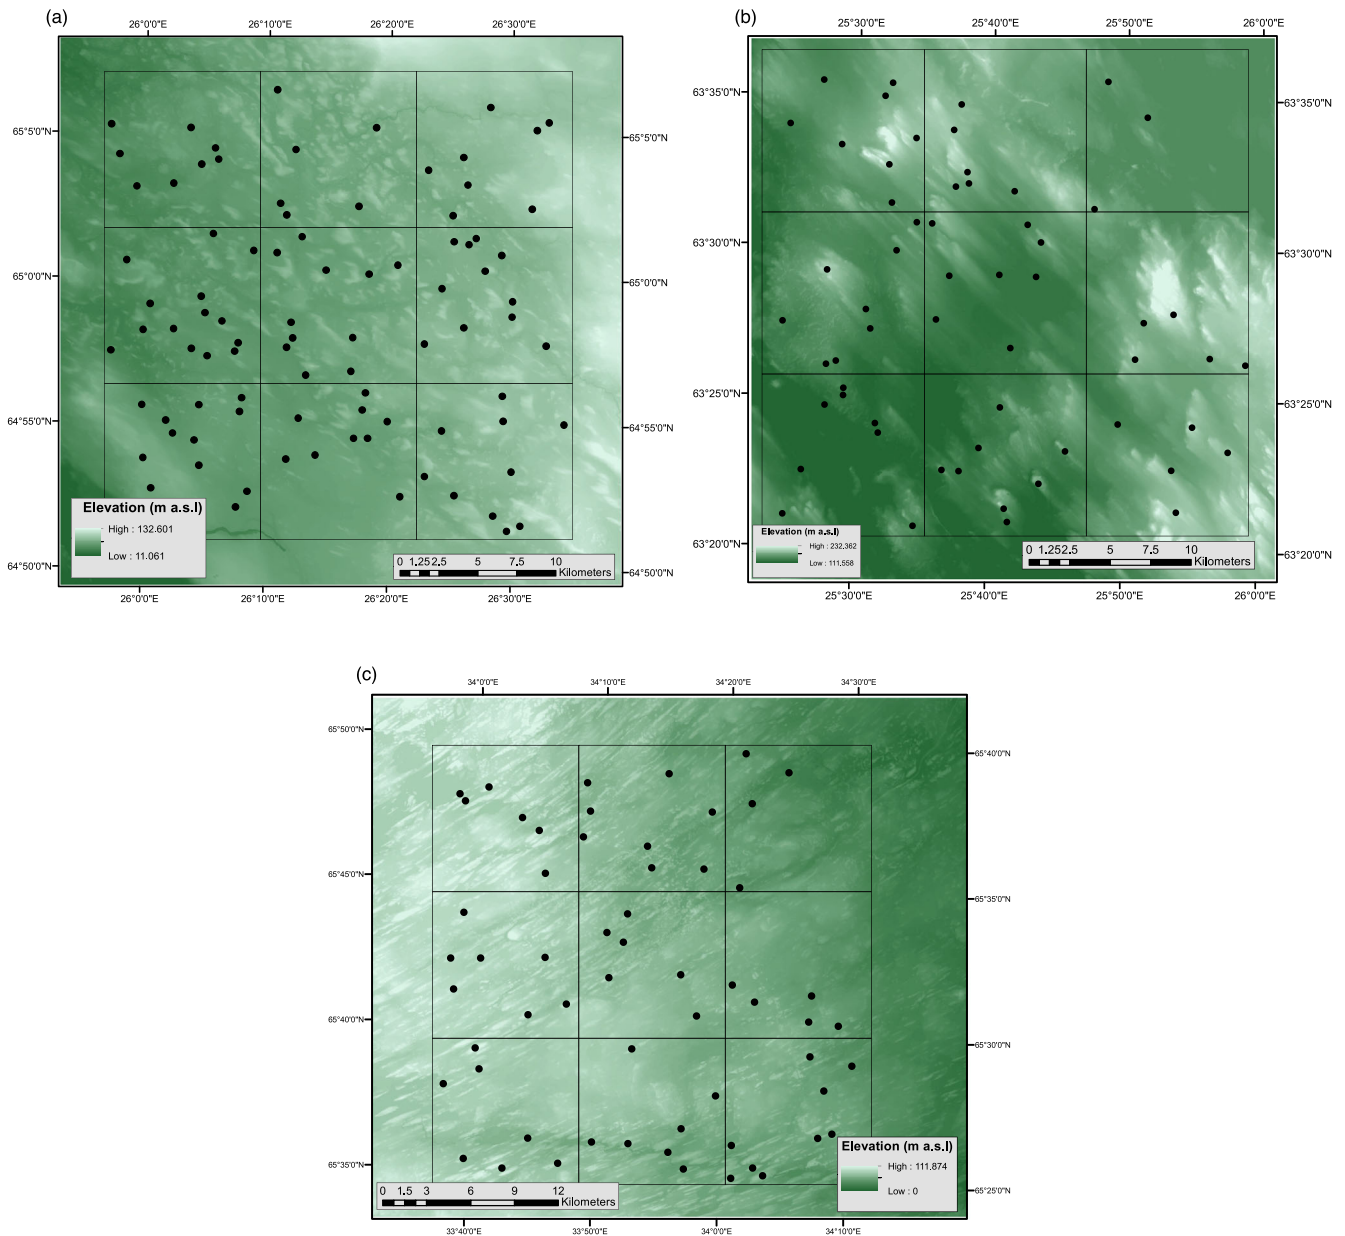 (a)
26°0'0"E 26°10'0"E 26°20'0"E 26°30'0"E
65°5'0"N
65°0'0"N
64°55'0"N
64°50'0"N
65°5'0"N
65°0'0"N
64°55'0"N
64°50'0"N
Elevation (m a.s.l)
High : 132.601
Low : 11.061
0 1.25 2.5 5 7.5 10
Kilometers
26°0'0"E 26°10'0"E 26°20'0"E 26°30'0"E
(b)
25°30'0"E 25°40'0"E 25°50'0"E 26°0'0"E
63°35'0"N
63°30'0"N
63°25'0"N
63°20'0"N
63°35'0"N
63°30'0"N
63°25'0"N
63°20'0"N
Elevation (m a.s.l)
High : 232,362
Low : 111,558
0 1.25 2.5 5 7.5 10
Kilometers
25°30'0"E 25°40'0"E 25°50'0"E 26°0'0"E
(c)
34°0'0"E 34°10'0"E 34°20'0"E 34°30'0"E
65°50'0"N
65°45'0"N
65°40'0"N
65°35'0"N
65°40'0"N
65°35'0"N
65°30'0"N
65°25'0"N
0 1.5 3 6 9 12
Kilometers
Elevation (m a.s.l)
High : 111.874
Low : 0
33°40'0"E 33°50'0"E 34°0'0"E 34°10'0"E